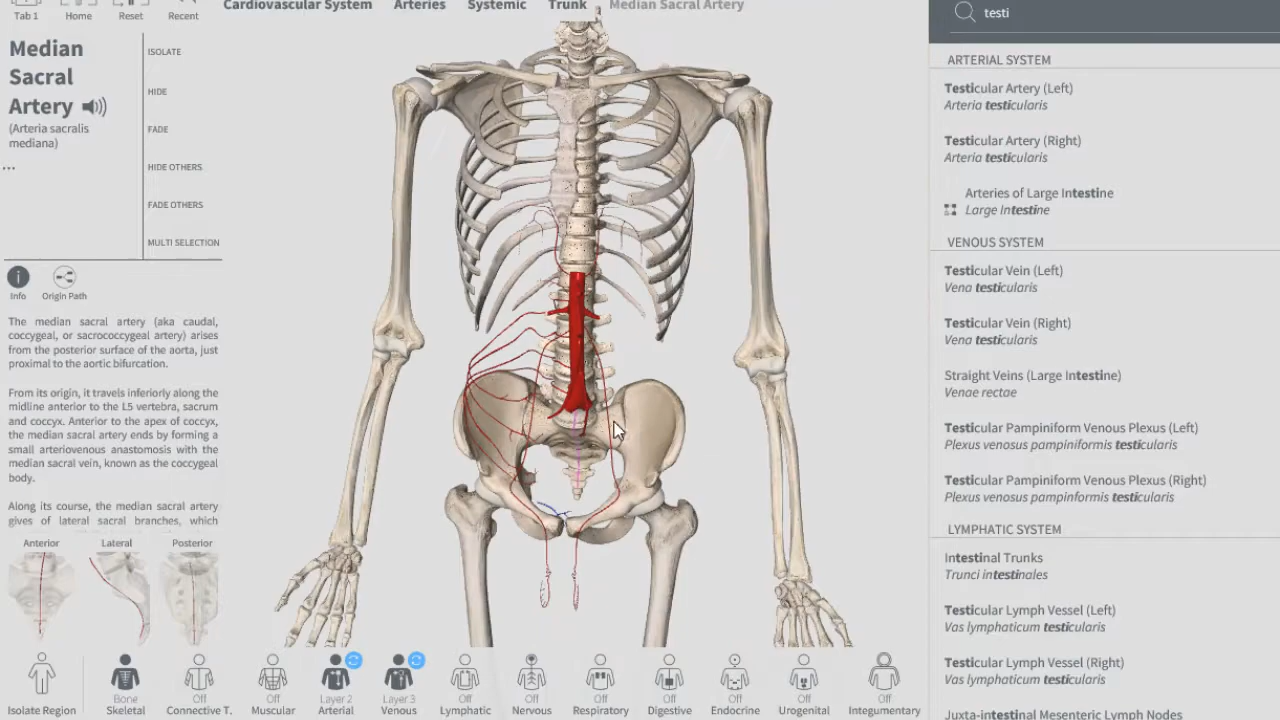 Tab 1
Home
Reset
Recent
Cardiovascular System
Arteries
Systemic
Trunk
Median Sacral Artery
Median
Sacral
Artery
(Arteria sacralis
mediana)
...
ISOLATE
HIDE
FADE
HIDE OTHERS
FADE OTHERS
MULTI SELECTION
Info
Origin Path
The median sacral artery (aka caudal,
coccygeal, or sacrococcygeal artery) arises
from the posterior surface of the aorta, just
proximal to the aortic bifurcation.
From its origin, it travels inferiorly along the
midline anterior to the L5 vertebra, sacrum
and coccyx. Anterior to the apex of coccyx,
the median sacral artery ends by forming a
small arteriovenous anastomosis with the
median sacral vein, known as the coccygeal
body.
Along its course, the median sacral artery
gives of lateral sacral branches, which
Anterior
Lateral
Posterior
testi
ARTERIAL SYSTEM
Testicular Artery (Left)
Arteria testicularis
Testicular Artery (Right)
Arteria testicularis
Arteries of Large Intestine
Large Intestine
VENOUS SYSTEM
Testicular Vein (Left)
Vena testicularis
Testicular Vein (Right)
Vena testicularis
Straight Veins (Large Intestine)
Venae rectae
Testicular Pampiniform Venous Plexus (Left)
Plexus venosus pampiniformis testicularis
Testicular Pampiniform Venous Plexus (Right)
Plexus venosus pampiniformis testicularis
LYMPHATIC SYSTEM
Intestinal Trunks
Trunci intestinales
Testicular Lymph Vessel (Left)
Vas lymphaticum testicularis
Testicular Lymph Vessel (Right)
Vas lymphaticum testicularis
Juxta-intestinal Mesenteric Lymph Nodes
Isolate Region
Bone
Skeletal
Off
Connective T.
Off
Muscular
Layer 2
Arterial
Layer 3
Venous
Off
Lymphatic
Off
Nervous
Off
Respiratory
Off
Digestive
Off
Endocrine
Off
Urogenital
Off
Integumentary